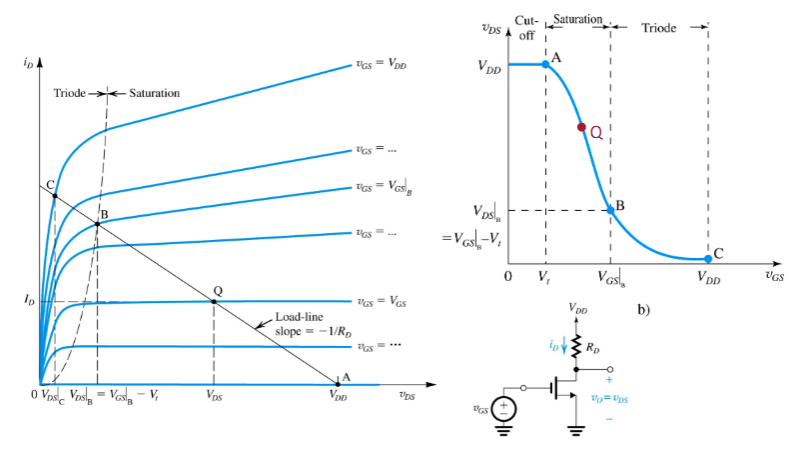 i_D
v_GS = V_DD
Triode
Saturation
v_GS = ...
C
v_GS = V_GS|_B
B
v_GS = ...
I_D
Q
v_GS = V_GS
Load-line
slope = −1/R_D
v_GS = ...
A
0
V_DS|_C
V_DS|_B = V_GS|_B − V_t
V_DS
V_DD
v_DS
v_DS
Cut-
off
Saturation
Triode
V_DD
A
Q
V_DS|_B
= V_GS|_B − V_t
B
C
0
V_t
V_GS|_B
V_DD
v_GS
b)
V_DD
i_D
R_D
+
v_D = v_DS
−
v_GS
+
−